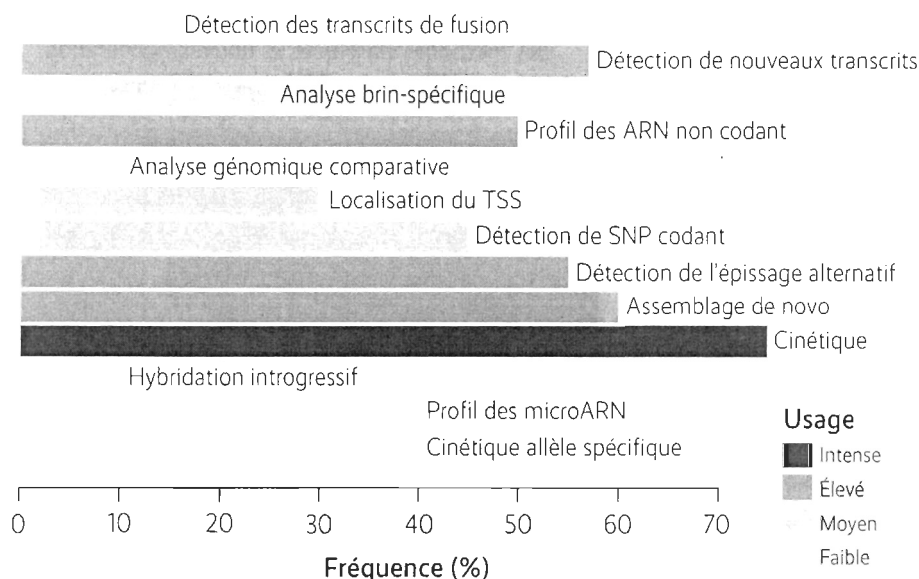 Détection des transcrits de fusion
Détection de nouveaux transcrits
Analyse brin-spécifique
Profil des ARN non codant
Analyse génomique comparative
Localisation du TSS
Détection de SNP codant
Détection de l'épissage alternatif
Assemblage de novo
Cinétique
Hybridation introgressif
Profil des microARN
Cinétique allèle spécifique
Usage
Intense
Élevé
Moyen
Faible
0 10 20 30 40 50 60 70
Fréquence (%)